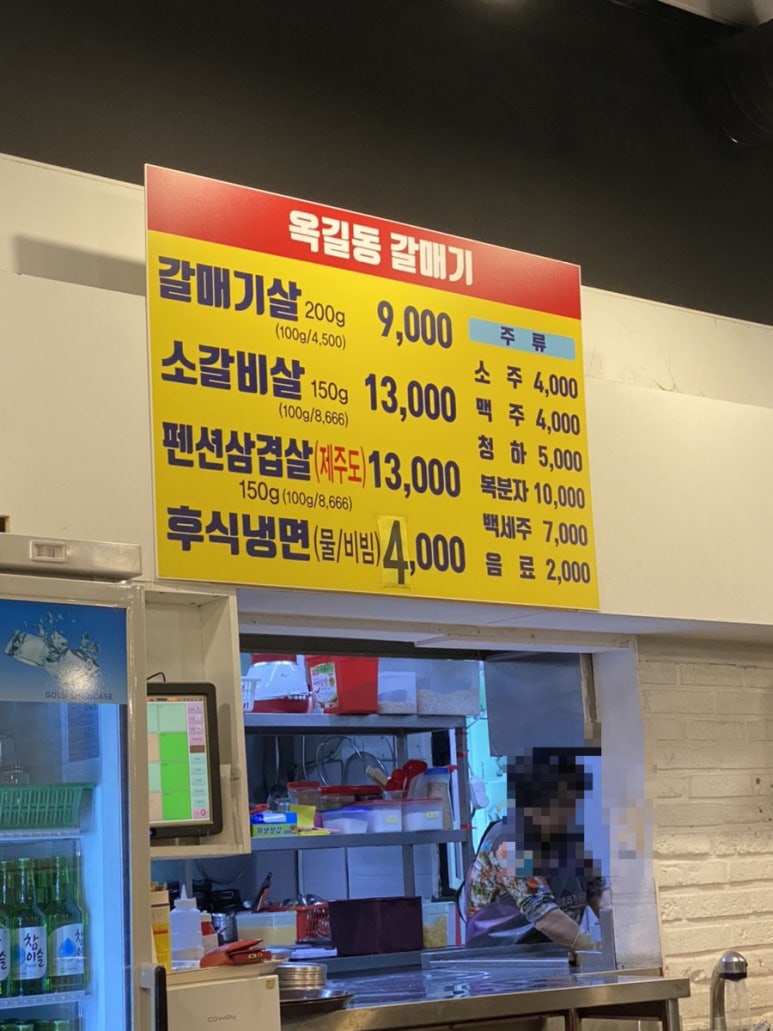 옥길동 갈매기
갈매기살 200g 9,000
(100g/4,500)
소갈비살 150g 13,000
(100g/8,666)
펜션삼겹살(제주도) 13,000
150g (100g/8,666)
후식냉면(물/비빔) 4,000
주 류
소 주 4,000
맥 주 4,000
청 하 5,000
복분자 10,000
백세주 7,000
음 료 2,000
GOLD SHOWCASE
참이슬
coway